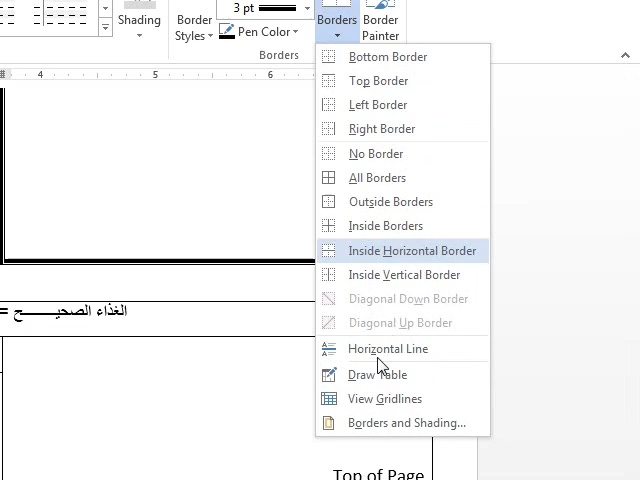 3 pt
Shading
Border
Styles
Pen Color
Borders
Border
Painter
Borders
4 5 6
Bottom Border
Top Border
Left Border
Right Border
No Border
All Borders
Outside Borders
Inside Borders
Inside Horizontal Border
Inside Vertical Border
Diagonal Down Border
Diagonal Up Border
Horizontal Line
Draw Table
View Gridlines
Borders and Shading...
الغذاء الصحيـــــــح =
Top of Page